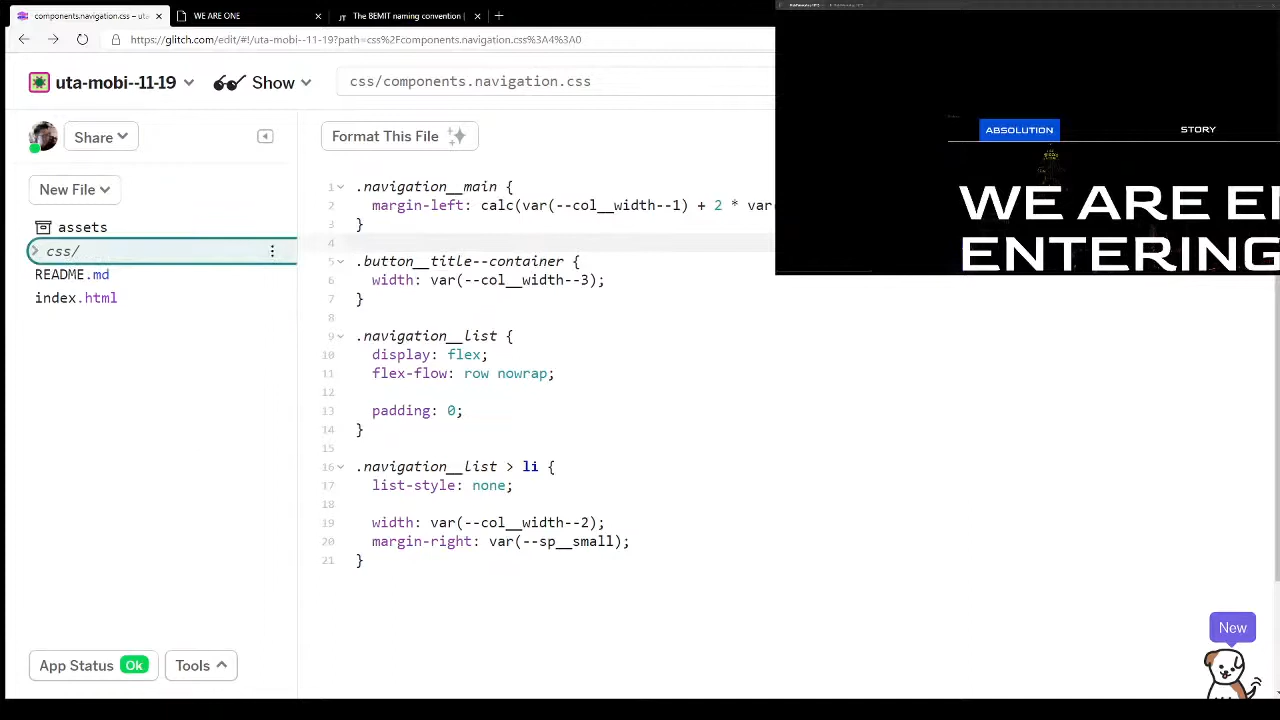 components.navigation.css – uta-
WE ARE ONE
JT The BEMIT naming convention |
https://glitch.com/edit/#!/uta-mobi--11-19?path=css%2Fcomponents.navigation.css%3A4%3A0
uta-mobi--11-19
Show
css/components.navigation.css
Share
Format This File
New File
assets
css/
README.md
index.html
1 .navigation__main {
2 margin-left: calc(var(--col__width--1) + 2 * var
3 }
4
5 .button__title--container {
6 width: var(--col__width--3);
7 }
8
9 .navigation__list {
10 display: flex;
11 flex-flow: row nowrap;
12
13 padding: 0;
14 }
15
16 .navigation__list > li {
17 list-style: none;
18
19 width: var(--col__width--2);
20 margin-right: var(--sp__small);
21 }
ABSOLUTION
STORY
WE ARE E
ENTERING
New
App Status Ok
Tools